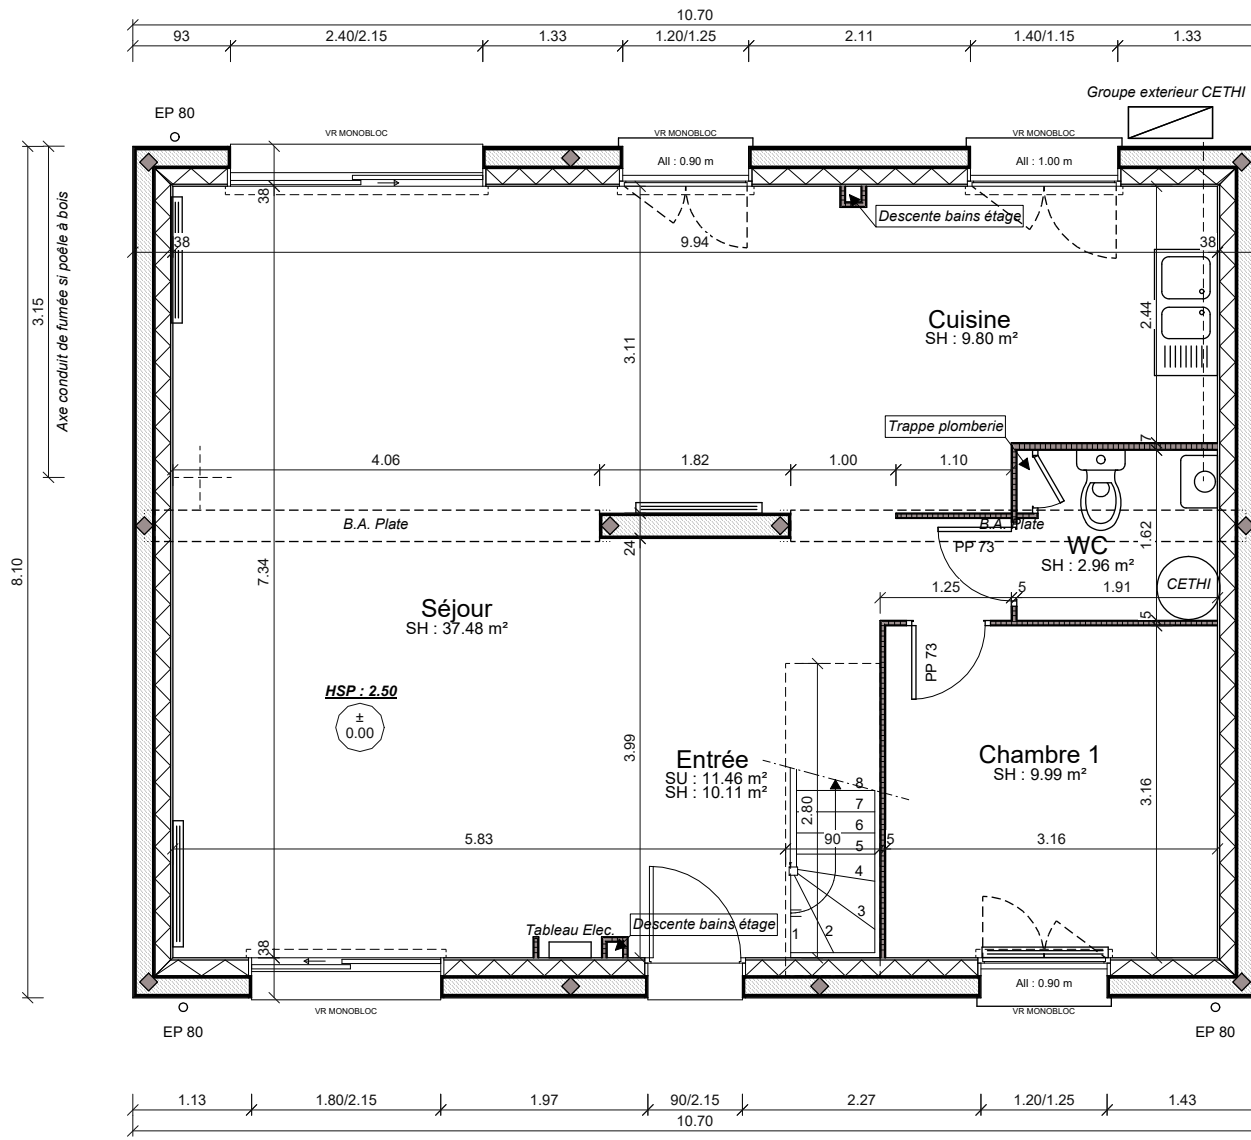 10.70
93 2.40/2.15 1.33 1.20/1.25 2.11 1.40/1.15 1.33
Groupe exterieur CETHI
EP 80
VR MONOBLOC VR MONOBLOC VR MONOBLOC
All : 0.90 m All : 1.00 m
38
Descente bains étage
38 9.94 38
Axe conduit de fumée si poêle à bois
3.15
3.11
2.44
Cuisine
SH : 9.80 m²
Trappe plomberie
7
4.06 1.82 1.00 1.10
B.A. Plate B.A. Plate
24
PP 73
WC
SH : 2.96 m²
1.62
8.10
7.34
CETHI
1.25 5 1.91
Séjour
SH : 37.48 m²
5
PP 73
HSP : 2.50
±
0.00
3.99
Entrée
SU : 11.46 m²
SH : 10.11 m²
Chambre 1
SH : 9.99 m²
8
7
6
5
4
3
2
1
2.80
3.16
5.83 90 5 3.16
Tableau Elec.
Descente bains étage
38
All : 0.90 m
VR MONOBLOC VR MONOBLOC
EP 80 EP 80
1.13 1.80/2.15 1.97 90/2.15 2.27 1.20/1.25 1.43
10.70